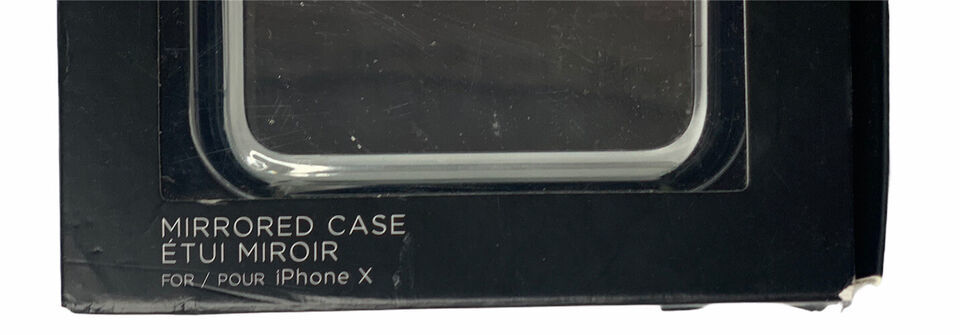 MIRRORED CASE
ÉTUI MIROIR
FOR / POUR iPhone X